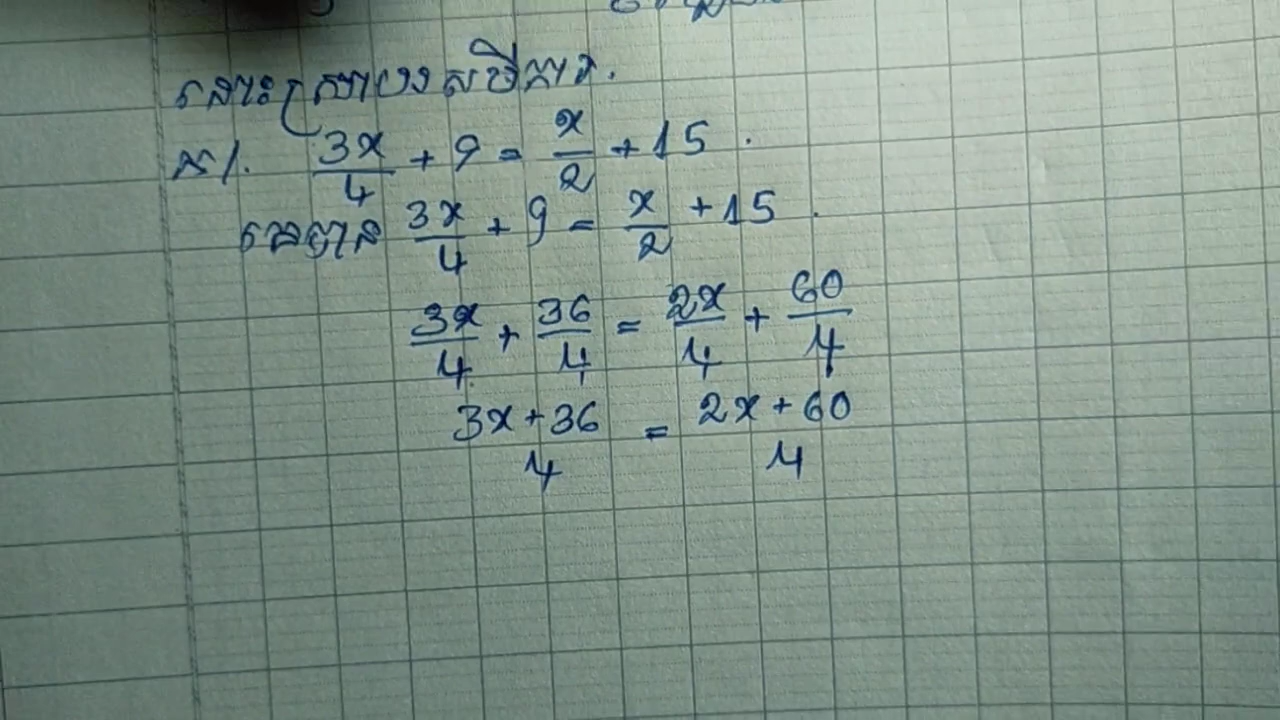 ដោះស្រាយសមីការ.
ក/. 3x/4 + 9 = x/2 + 15 .
គេបាន 3x/4 + 9 = x/2 + 15 .
3x/4 + 36/4 = 2x/4 + 60/4
3x+36/4 = 2x+60/4